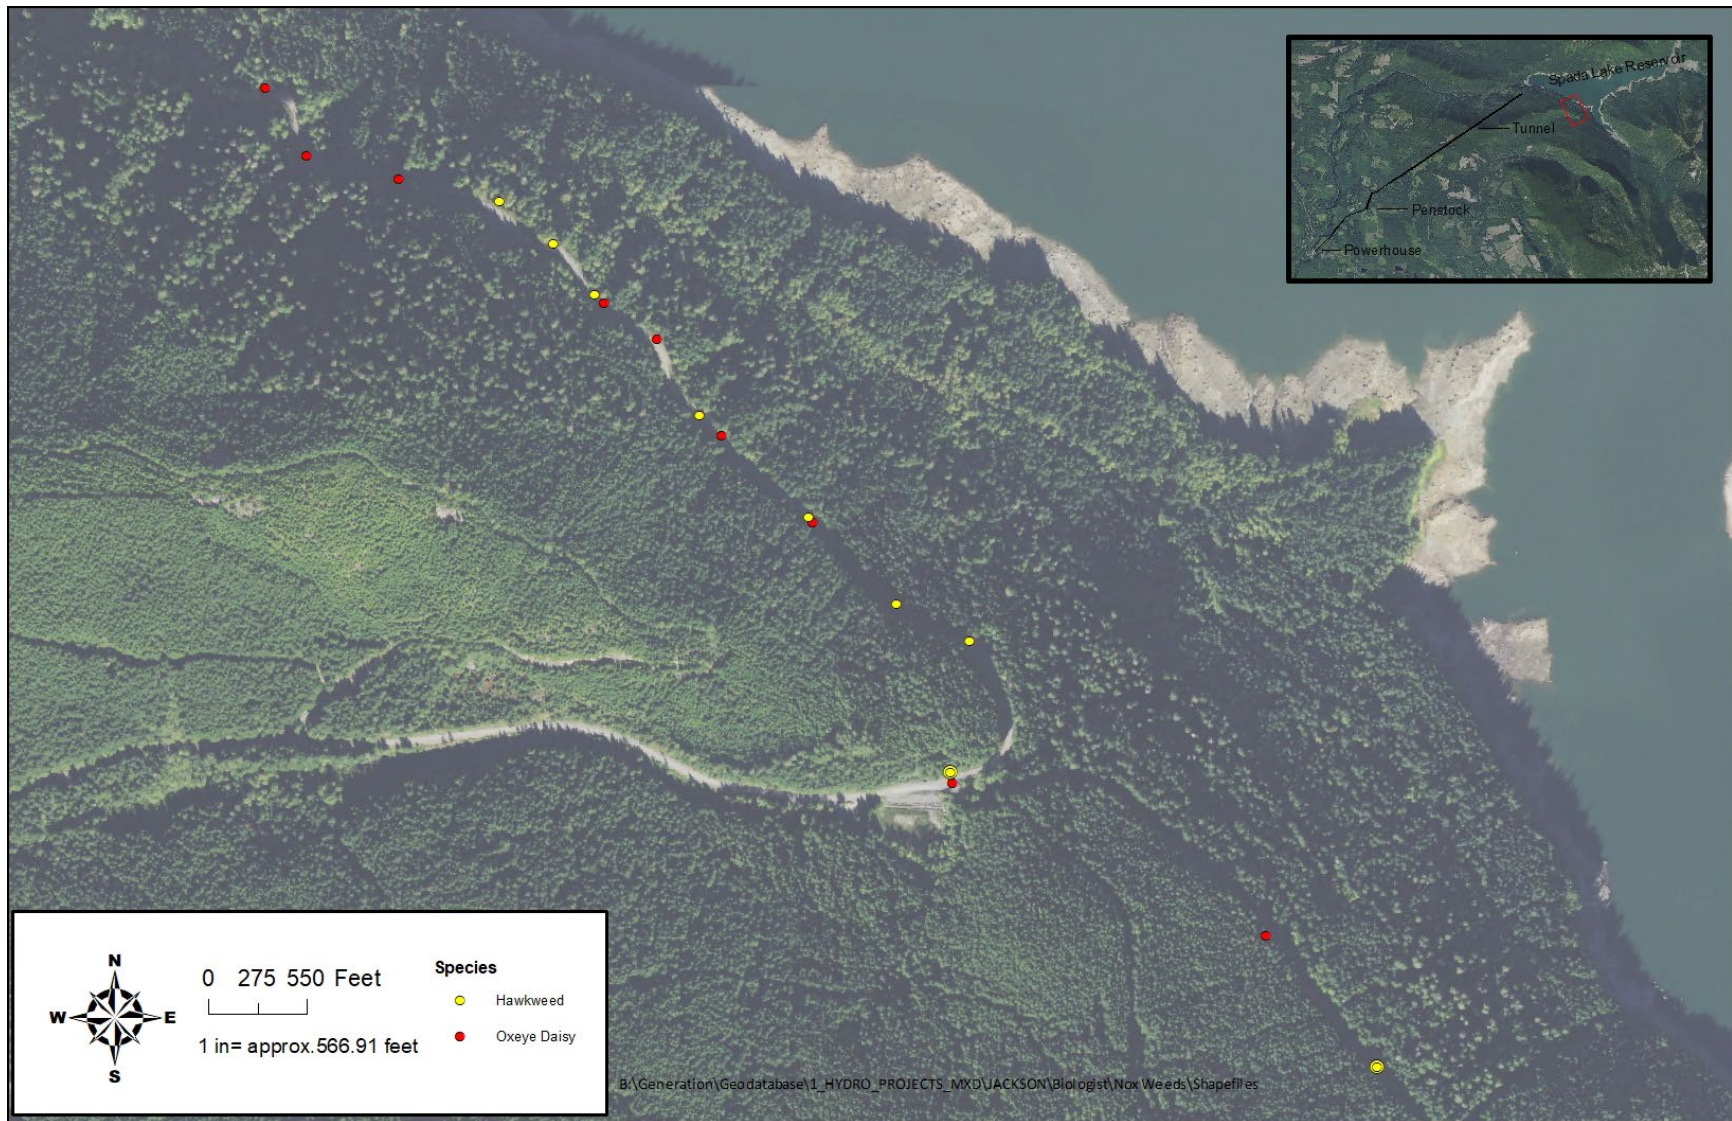 Spada Lake Reservoir
Tunnel
Penstock
Powerhouse
N
W E
S
0 275 550 Feet
1 in= approx.566.91 feet
Species
Hawkweed
Oxeye Daisy
B:\Generation\Geodatabase\1_HYDRO_PROJECTS_MXD\JACKSON\Biologist\Nox Weeds\Shapefiles